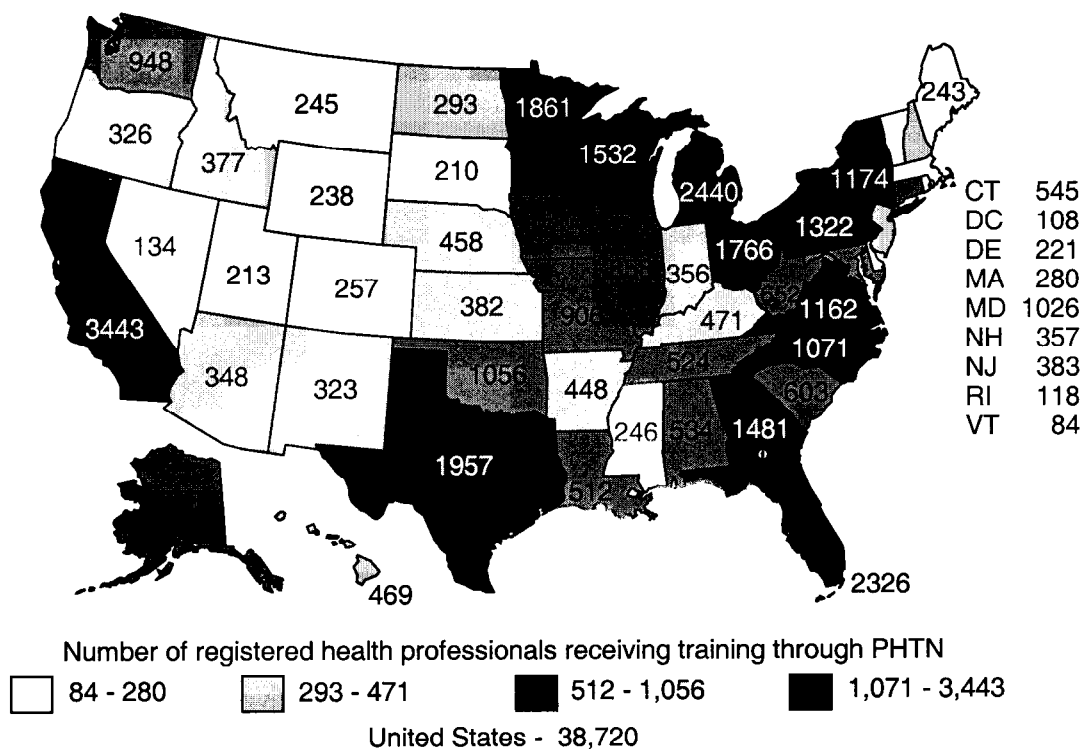 948
245
293
1861
243
326
377
1532
210
2440
1174
238
1322
134
458
1766
213
257
356
652
382
906
1162
3443
471
1071
348
323
1056
448
524
603
246
534
1481
1957
512
2326
469
CT 545
DC 108
DE 221
MA 280
MD 1026
NH 357
NJ 383
RI 118
VT 84
Number of registered health professionals receiving training through PHTN
84 - 280
293 - 471
512 - 1,056
1,071 - 3,443
United States - 38,720